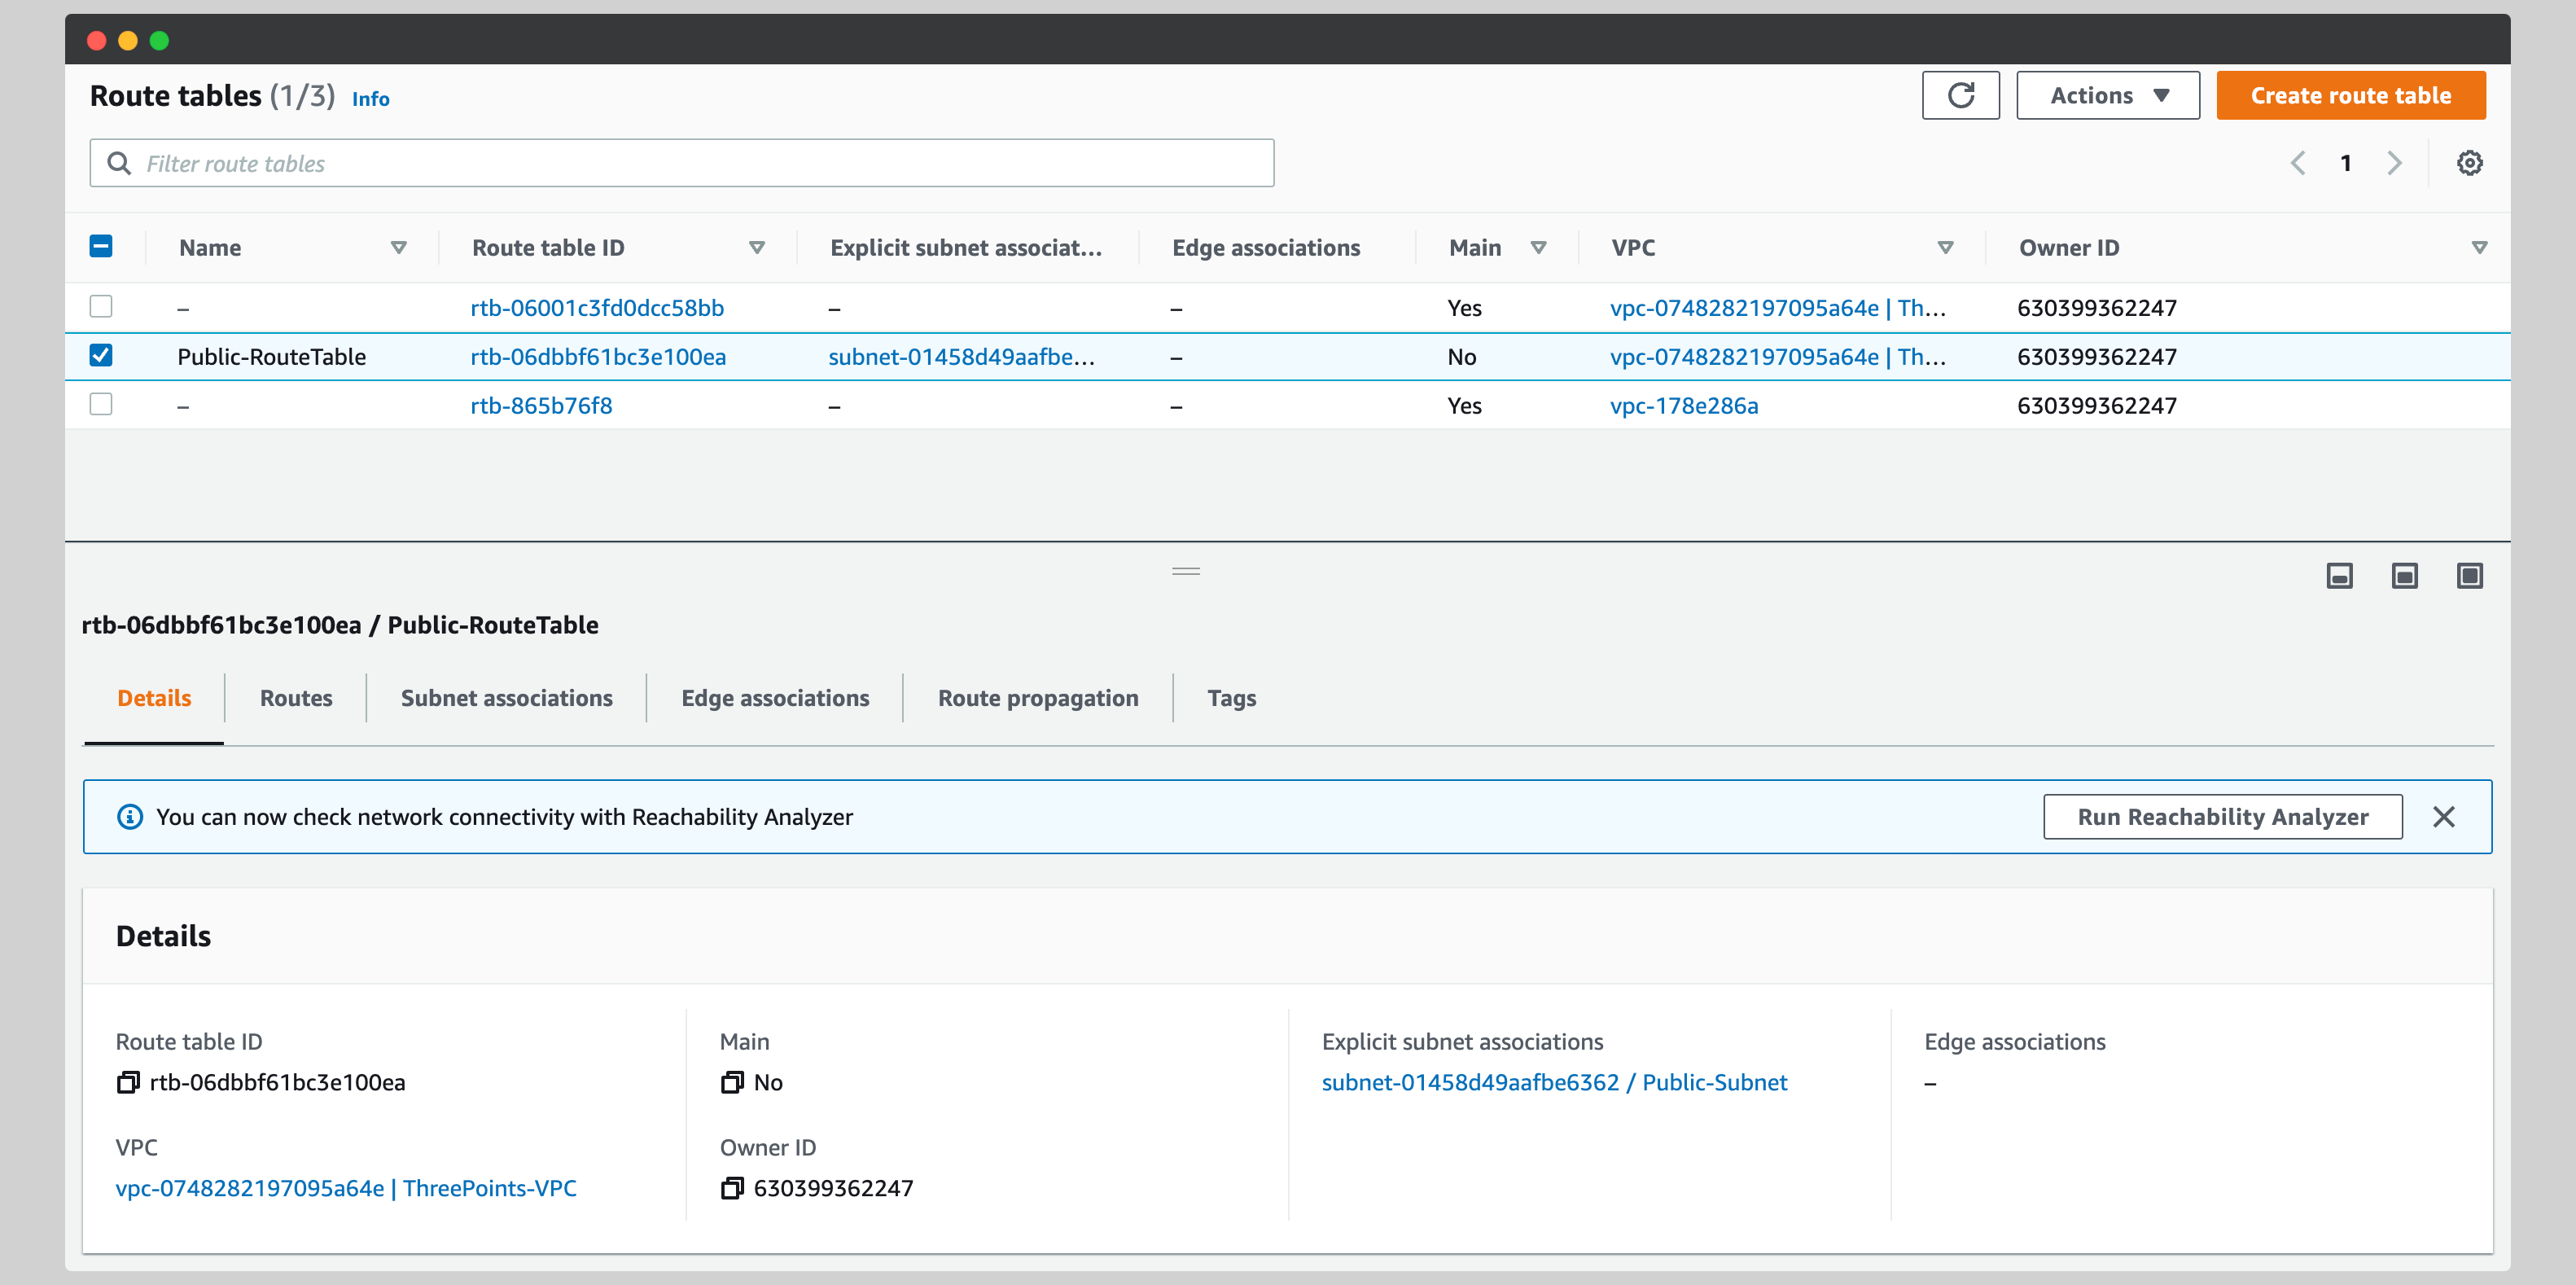 Route tables (1/3) Info
Actions
Create route table
Filter route tables
1
Name Route table ID Explicit subnet associat... Edge associations Main VPC Owner ID
– rtb-06001c3fd0dcc58bb – – Yes vpc-0748282197095a64e | Th... 630399362247
Public-RouteTable rtb-06dbbf61bc3e100ea subnet-01458d49aafbe... – No vpc-0748282197095a64e | Th... 630399362247
– rtb-865b76f8 – – Yes vpc-178e286a 630399362247
rtb-06dbbf61bc3e100ea / Public-RouteTable
Details Routes Subnet associations Edge associations Route propagation Tags
You can now check network connectivity with Reachability Analyzer
Run Reachability Analyzer
Details
Route table ID Main Explicit subnet associations Edge associations
rtb-06dbbf61bc3e100ea No subnet-01458d49aafbe6362 / Public-Subnet –
VPC Owner ID
vpc-0748282197095a64e | ThreePoints-VPC 630399362247